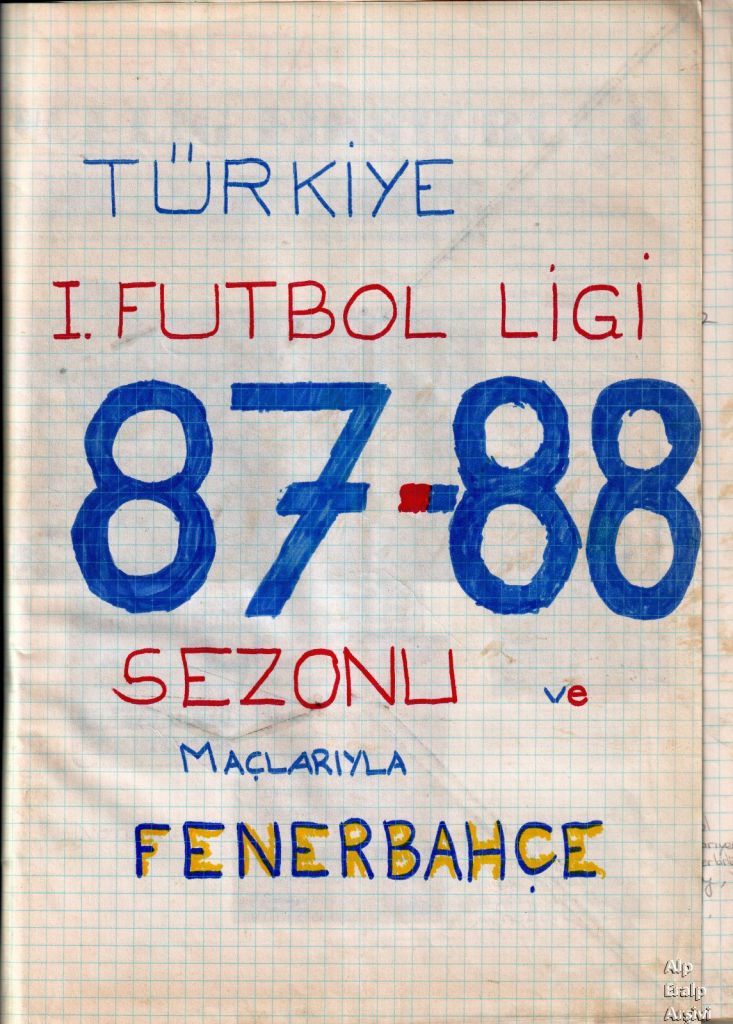 TÜRKİYE
I. FUTBOL LİGİ
87-88
SEZONU ve
MAÇLARIYLA
FENERBAHÇE
Alp
Eralp
Arşivi